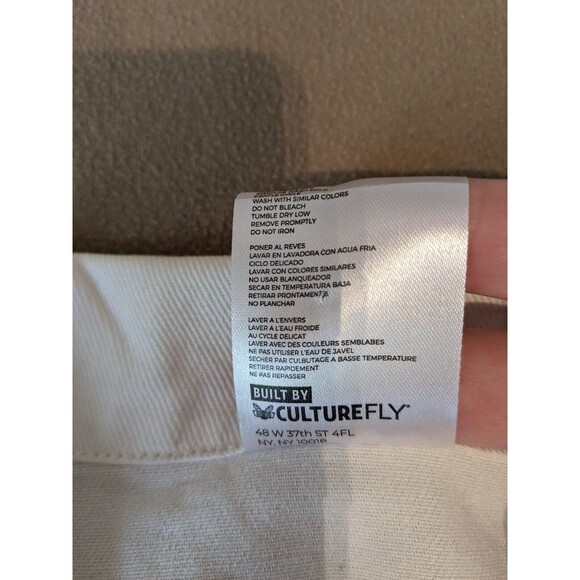 WASH WITH SIMILAR COLORS
DO NOT BLEACH
TUMBLE DRY LOW
REMOVE PROMPTLY
DO NOT IRON
PONER AL REVES
LAVAR EN LAVADORA CON AGUA FRIA
CICLO DELICADO
LAVAR CON COLORES SIMILARES
NO USAR BLANQUEADOR
SECAR EN TEMPERATURA BAJA
RETIRAR PRONTAMENTE
NO PLANCHAR
LAVER A L'ENVERS
LAVER A L'EAU FROIDE
AU CYCLE DELICAT
LAVER AVEC DES COULEURS SEMBLABES
NE PAS UTILISER L'EAU DE JAVEL
SECHER PAR CULBUTAGE A BASSE TEMPERATURE
RETIRER RAPIDEMENT
NE PAS REPASSER
BUILT BY
CULTUREFLY®
48 W 37th ST 4FL
NY, NY 10018